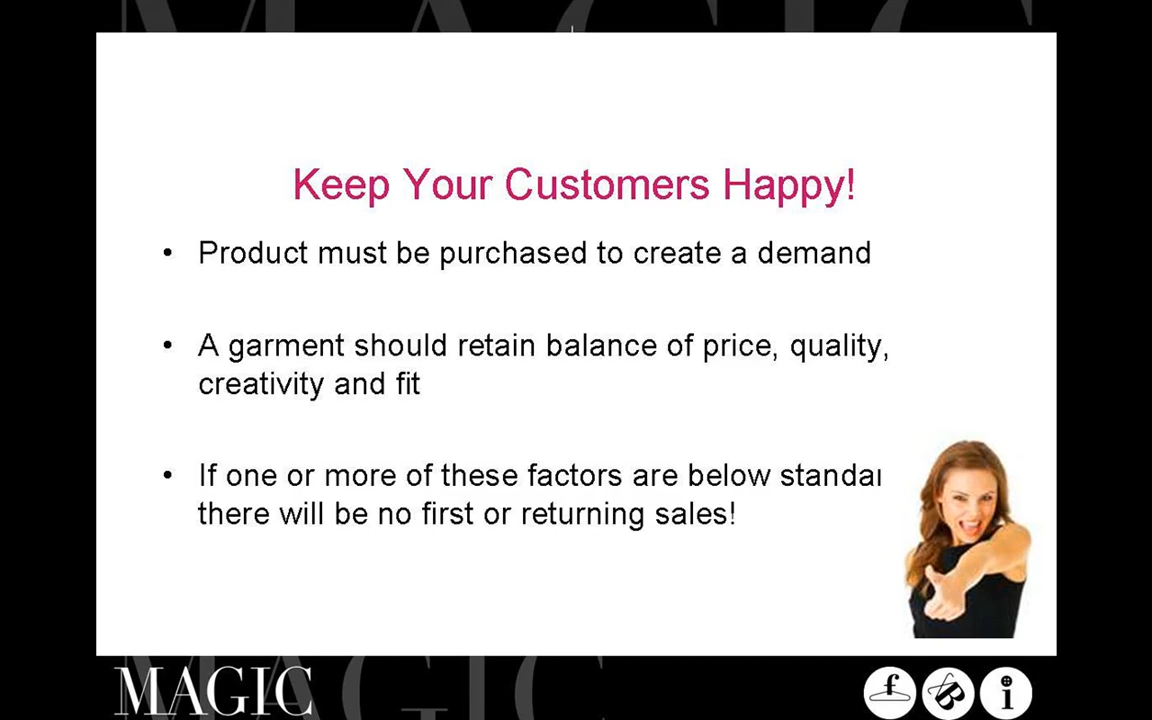 Keep Your Customers Happy!
• Product must be purchased to create a demand
• A garment should retain balance of price, quality,
creativity and fit
• If one or more of these factors are below standar
there will be no first or returning sales!
MAGIC
f B i